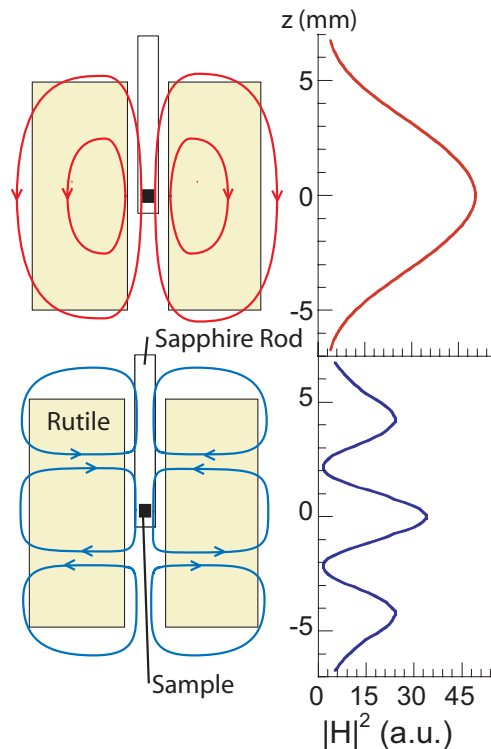 z (mm)
5
0
-5
Sapphire Rod
Rutile
5
0
-5
Sample
0 15 30 45
|H|² (a.u.)